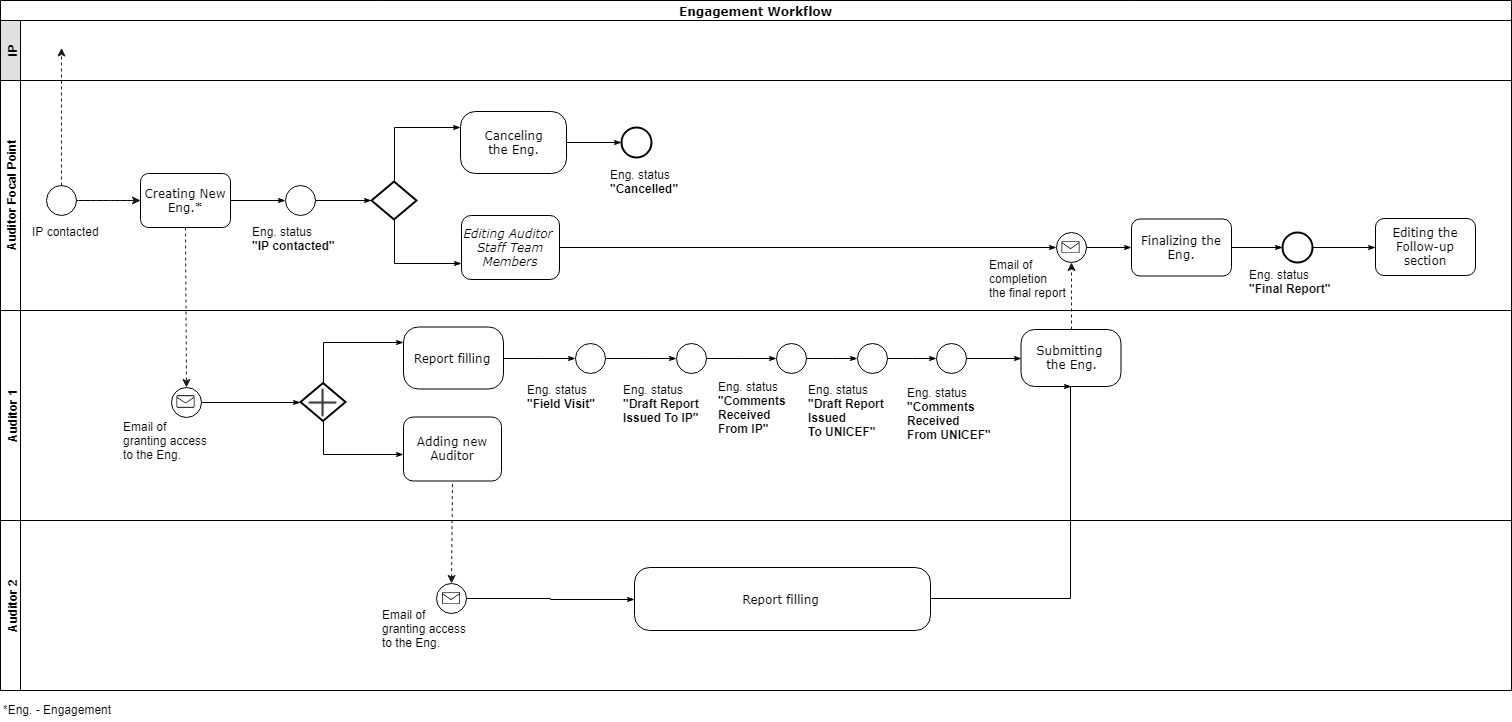 Engagement Workflow
IP
Auditor Focal Point
IP contacted
Creating New
Eng.*
Eng. status
"IP contacted"
Canceling
the Eng.
Eng. status
"Cancelled"
Editing Auditor
Staff Team
Members
Email of
completion
the final report
Finalizing the
Eng.
Eng. status
"Final Report"
Editing the
Follow-up
section
Auditor 1
Email of
granting access
to the Eng.
Report filling
Adding new
Auditor
Eng. status
"Field Visit"
Eng. status
"Draft Report
Issued To IP"
Eng. status
"Comments
Received
From IP"
Eng. status
"Draft Report
Issued
To UNICEF"
Eng. status
"Comments
Received
From UNICEF"
Submitting
the Eng.
Auditor 2
Email of
granting access
to the Eng.
Report filling
*Eng. - Engagement